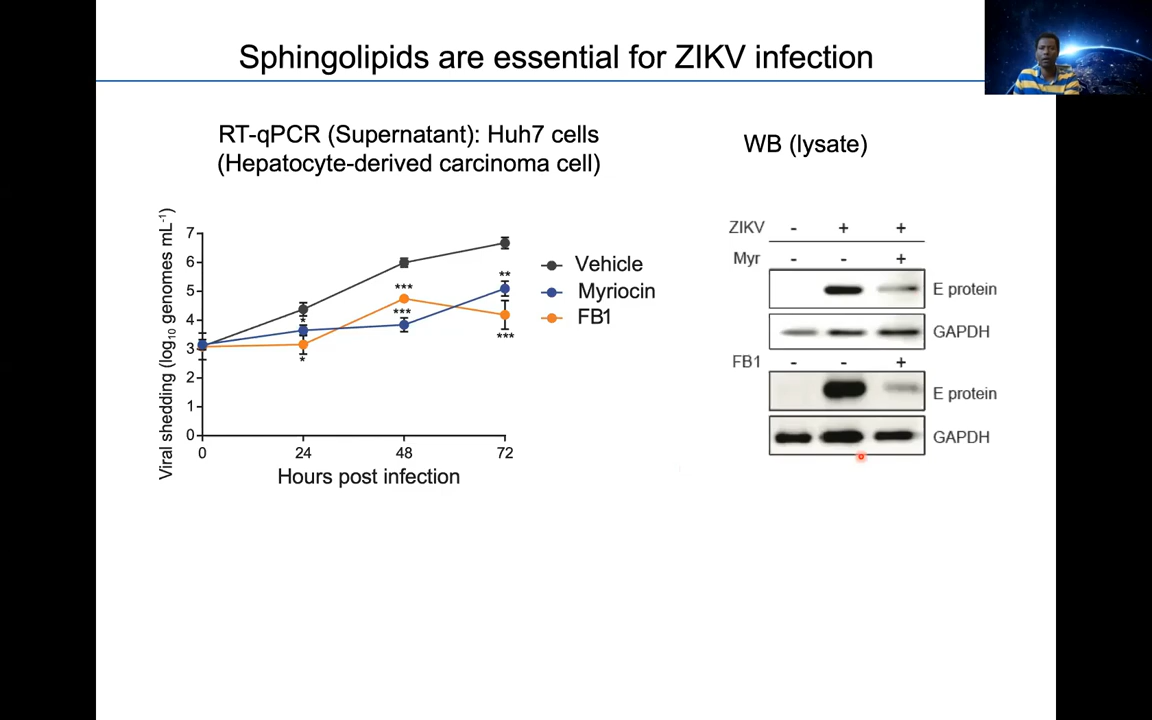 Sphingolipids are essential for ZIKV infection
RT-qPCR (Supernatant): Huh7 cells
(Hepatocyte-derived carcinoma cell)
WB (lysate)
Viral shedding (log₁₀ genomes mL⁻¹)
7
6
5
4
3
2
1
0
*
*
***
***
**
***
0 24 48 72
Hours post infection
Vehicle
Myriocin
FB1
ZIKV - + +
Myr - - +
E protein
GAPDH
FB1 - - +
E protein
GAPDH